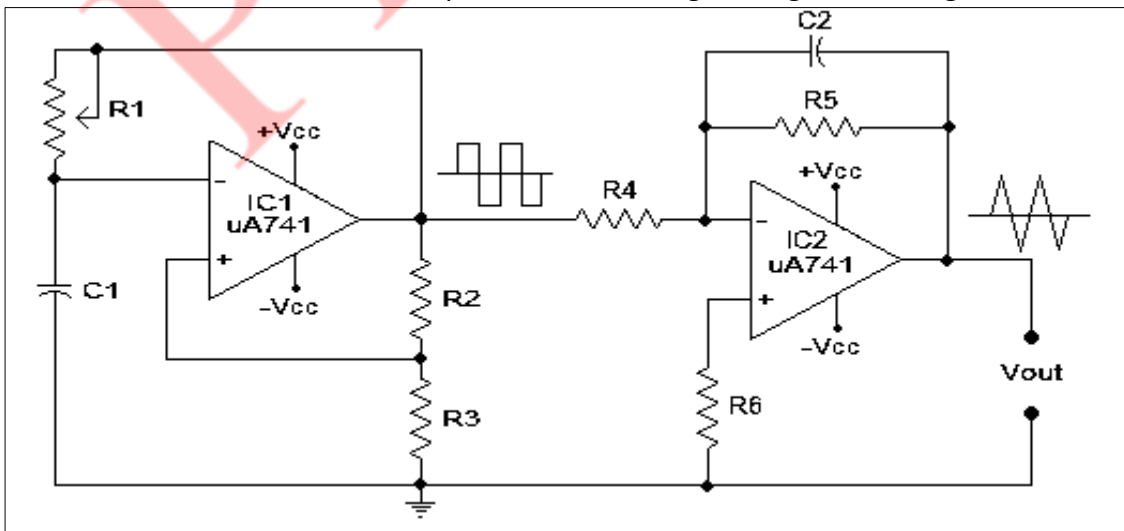 C2
R5
R1
+Vcc
IC1
uA741
-
+
-Vcc
C1
R2
R3
R4
+Vcc
IC2
uA741
-
+
-Vcc
R6
Vout